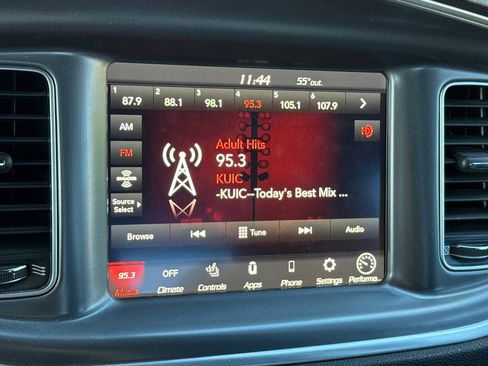 11:44 55°out.
1 2 3 4 5 6
87.9 88.1 98.1 95.3 105.1 107.9
AM
FM
Adult Hits
95.3
KUIC
-KUIC--Today's Best Mix ...
Source
Select
Browse Tune Audio
95.3 OFF
Media Climate Controls Apps Phone Settings Performa...